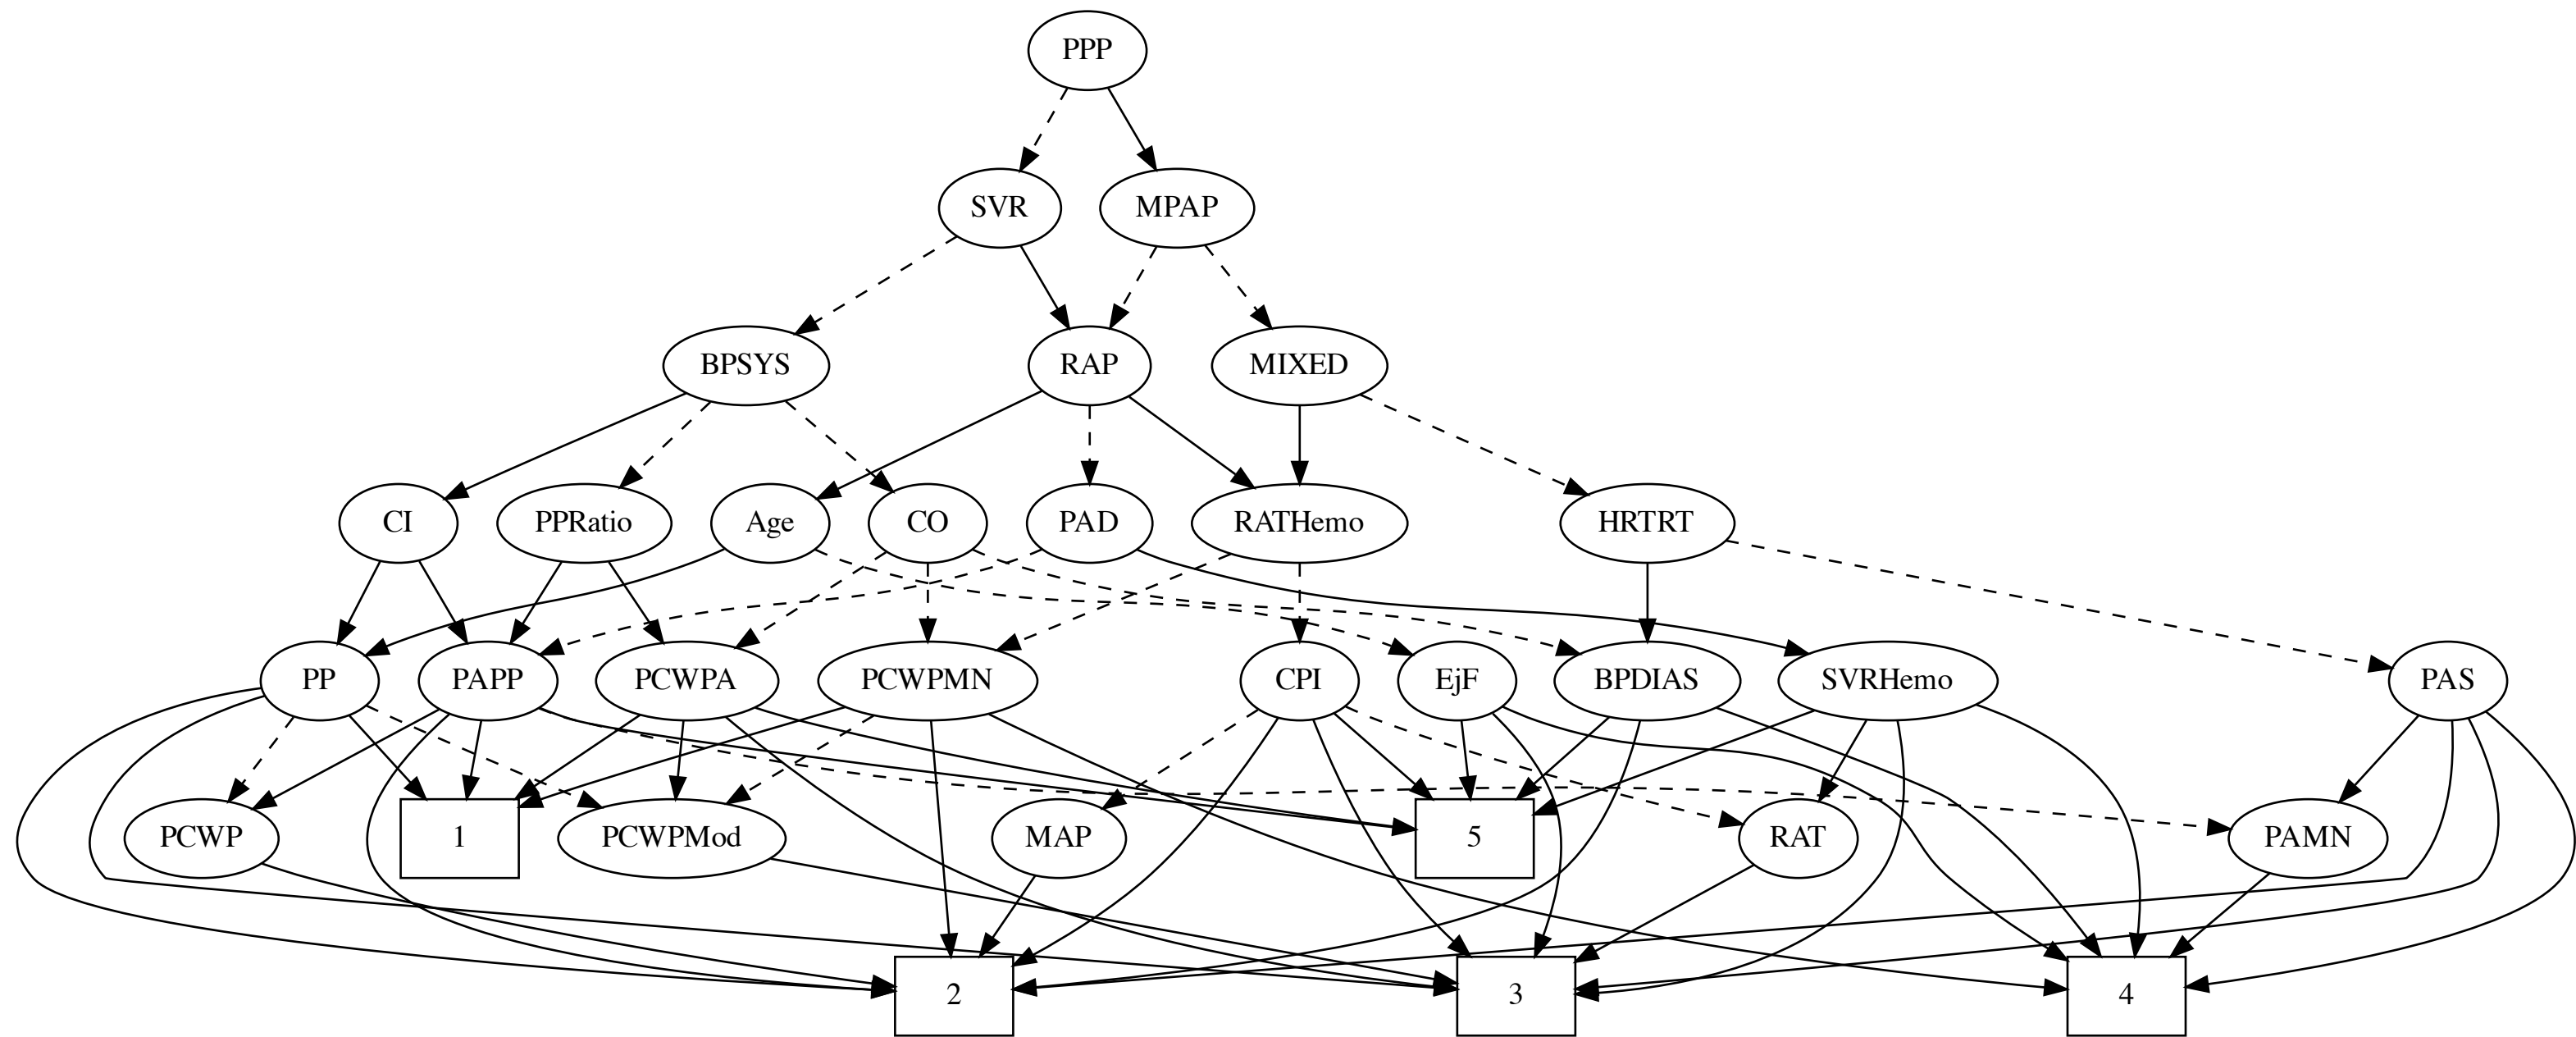 PPP
SVR
MPAP
BPSYS
RAP
MIXED
CI
PPRatio
Age
CO
PAD
RATHemo
HRTRT
PP
PAPP
PCWPA
PCWPMN
CPI
EjF
BPDIAS
SVRHemo
PAS
PCWP
1
PCWPMod
MAP
5
RAT
PAMN
2
3
4